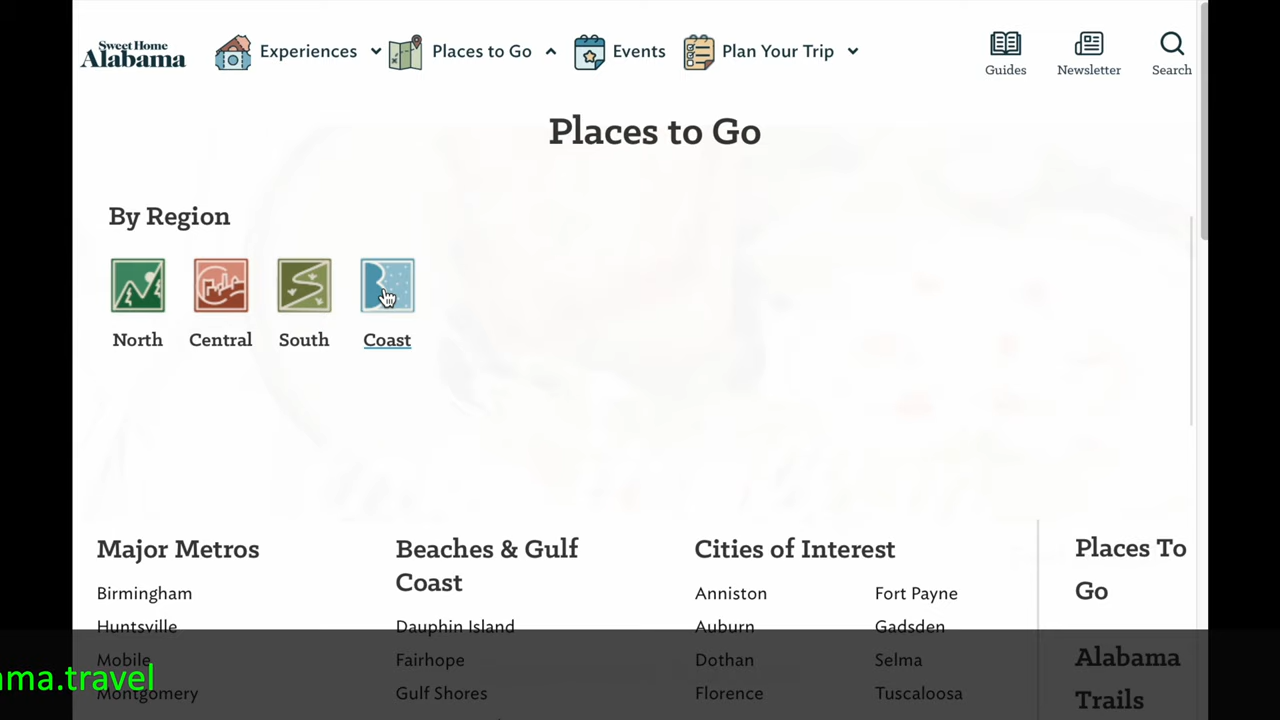 Sweet Home
Alabama
Experiences
Places to Go
Events
Plan Your Trip
Guides
Newsletter
Search
Places to Go
By Region
North
Central
South
Coast
Major Metros
Birmingham
Huntsville
Mobile
Montgomery
Beaches & Gulf
Coast
Dauphin Island
Fairhope
Gulf Shores
Cities of Interest
Anniston
Auburn
Dothan
Florence
Fort Payne
Gadsden
Selma
Tuscaloosa
Places To
Go
Alabama
Trails
ama.travel